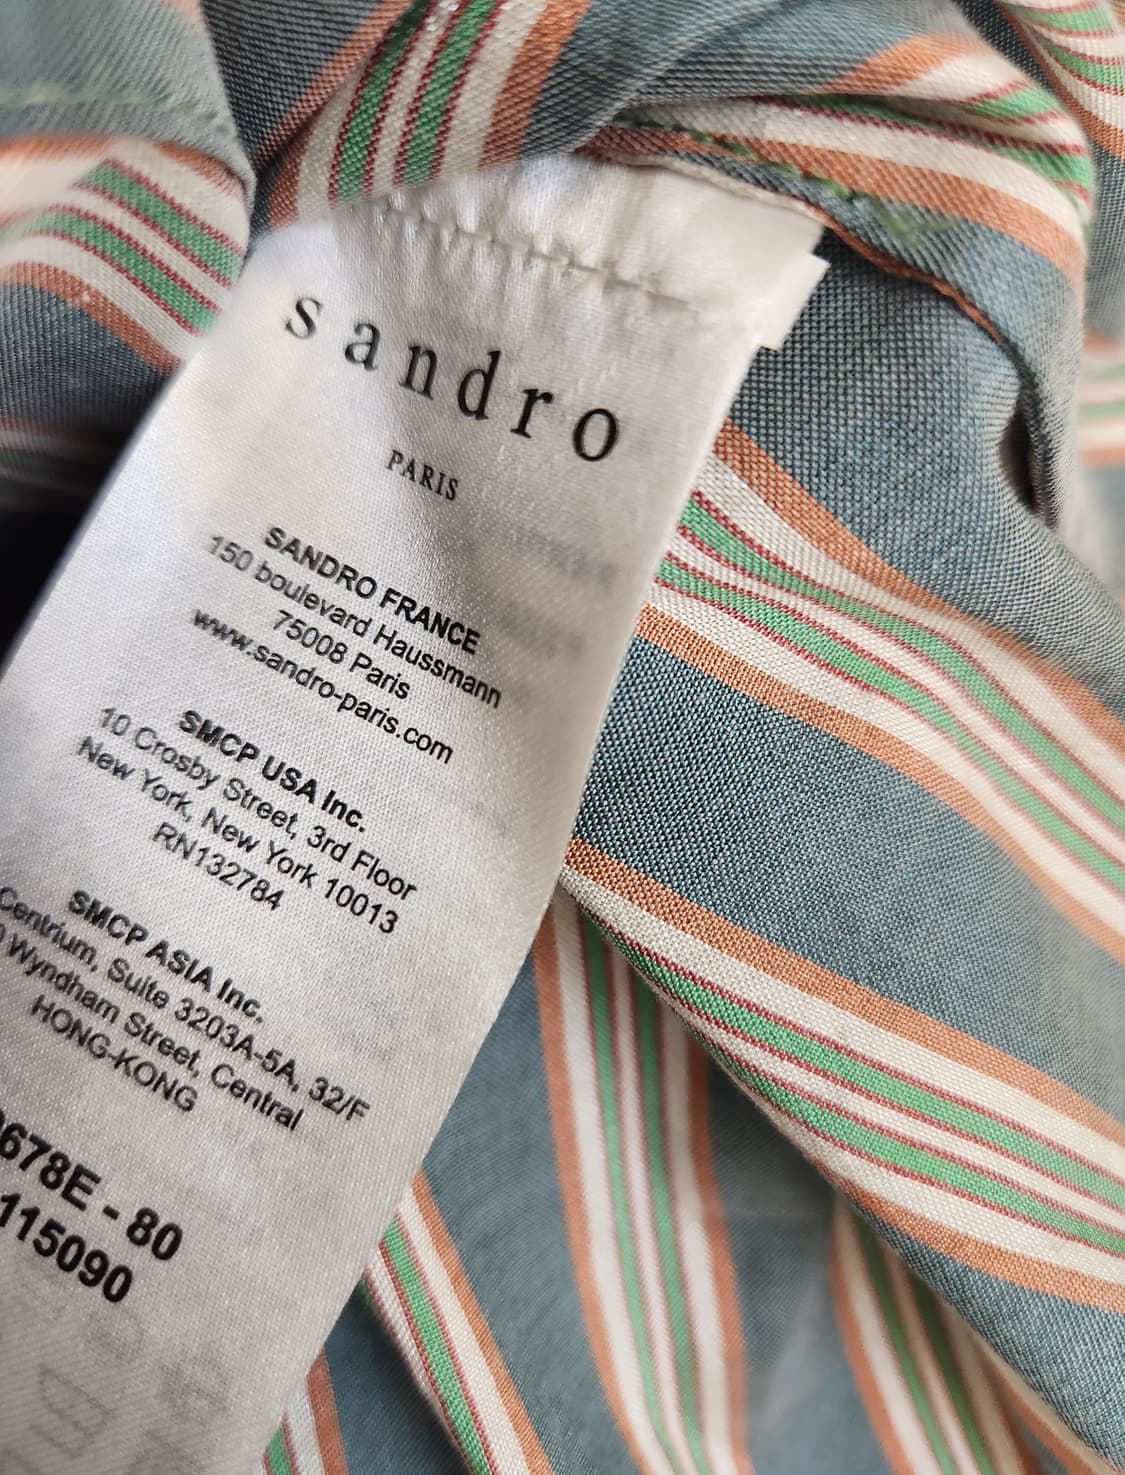 sandro
PARIS
SANDRO FRANCE
150 boulevard Haussmann
75008 Paris
www.sandro-paris.com
SMCP USA Inc.
10 Crosby Street, 3rd Floor
New York, New York 10013
RN132784
SMCP ASIA Inc.
Centrium, Suite 3203A-5A, 32/F
Wyndham Street, Central
HONG-KONG
678E - 80
115090